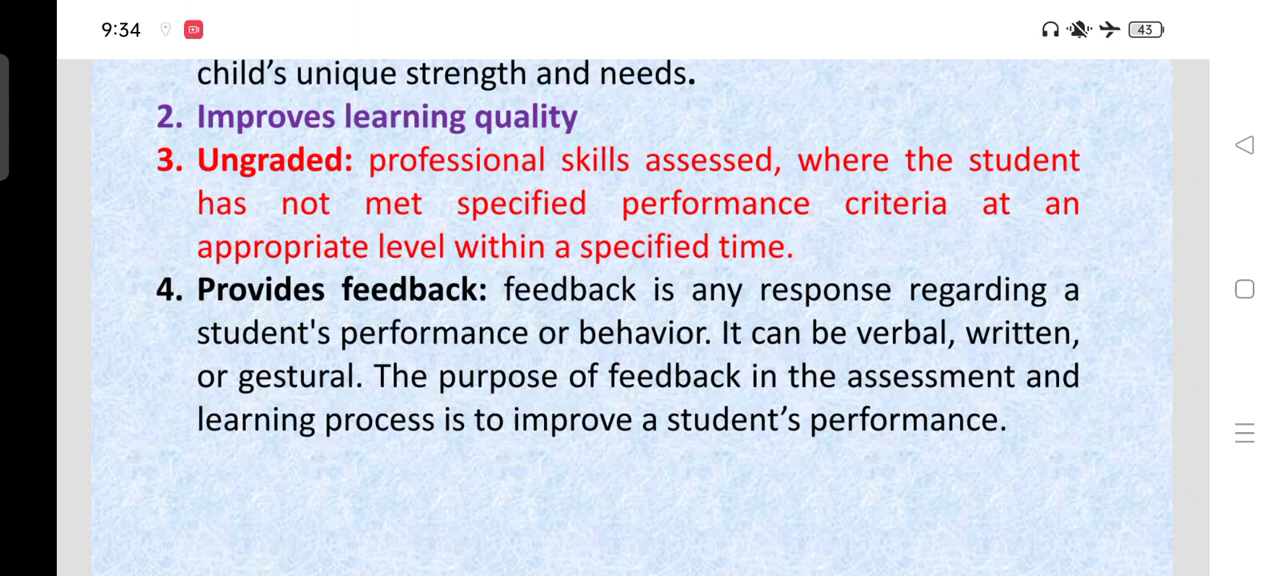 9:34
43
child's unique strength and needs.
2. Improves learning quality
3. Ungraded: professional skills assessed, where the student
has not met specified performance criteria at an
appropriate level within a specified time.
4. Provides feedback: feedback is any response regarding a
student's performance or behavior. It can be verbal, written,
or gestural. The purpose of feedback in the assessment and
learning process is to improve a student's performance.